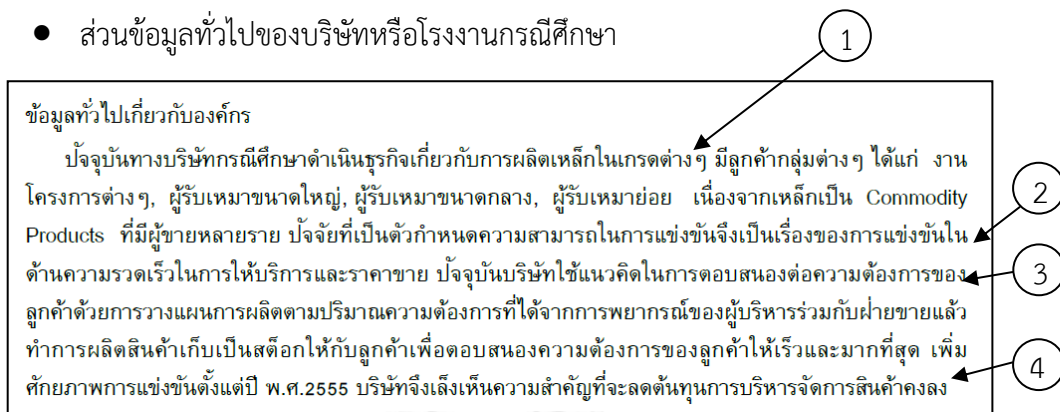 ● ส่วนข้อมูลทั่วไปของบริษัทหรือโรงงานกรณีศึกษา
1
ข้อมูลทั่วไปเกี่ยวกับองค์กร
ปัจจุบันทางบริษัทกรณีศึกษาดำเนินธุรกิจเกี่ยวกับการผลิตเหล็กในเกรดต่าง ๆ มีลูกค้ากลุ่มต่าง ๆ ได้แก่ งาน
โครงการต่าง ๆ, ผู้รับเหมาขนาดใหญ่, ผู้รับเหมาขนาดกลาง, ผู้รับเหมาย่อย เนื่องจากเหล็กเป็น Commodity
2
Products ที่มีผู้ขายหลายราย ปัจจัยที่เป็นตัวกำหนดความสามารถในการแข่งขันจึงเป็นเรื่องของการแข่งขันใน
ด้านความรวดเร็วในการให้บริการและราคาขาย ปัจจุบันบริษัทใช้แนวคิดในการตอบสนองต่อความต้องการของ
3
ลูกค้าด้วยการวางแผนการผลิตตามปริมาณความต้องการที่ได้จากการพยากรณ์ของผู้บริหารร่วมกับฝ่ายขายแล้ว
ทำการผลิตสินค้าเก็บเป็นสต็อกให้กับลูกค้าเพื่อตอบสนองความต้องการของลูกค้าให้เร็วและมากที่สุด เพิ่ม
4
ศักยภาพการแข่งขันตั้งแต่ปี พ.ศ.2555 บริษัทจึงเล็งเห็นความสำคัญที่จะลดต้นทุนการบริหารจัดการสินค้าคงลง